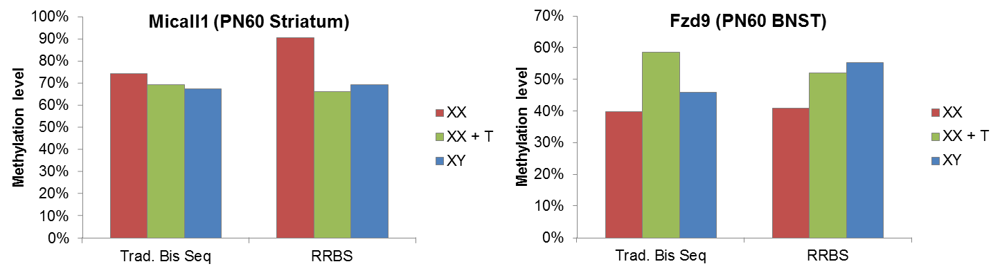 Micall1 (PN60 Striatum)
Methylation level
100%
90%
80%
70%
60%
50%
40%
30%
20%
10%
0%
Trad. Bis Seq
RRBS
XX
XX + T
XY
Fzd9 (PN60 BNST)
Methylation level
70%
60%
50%
40%
30%
20%
10%
0%
Trad. Bis Seq
RRBS
XX
XX + T
XY